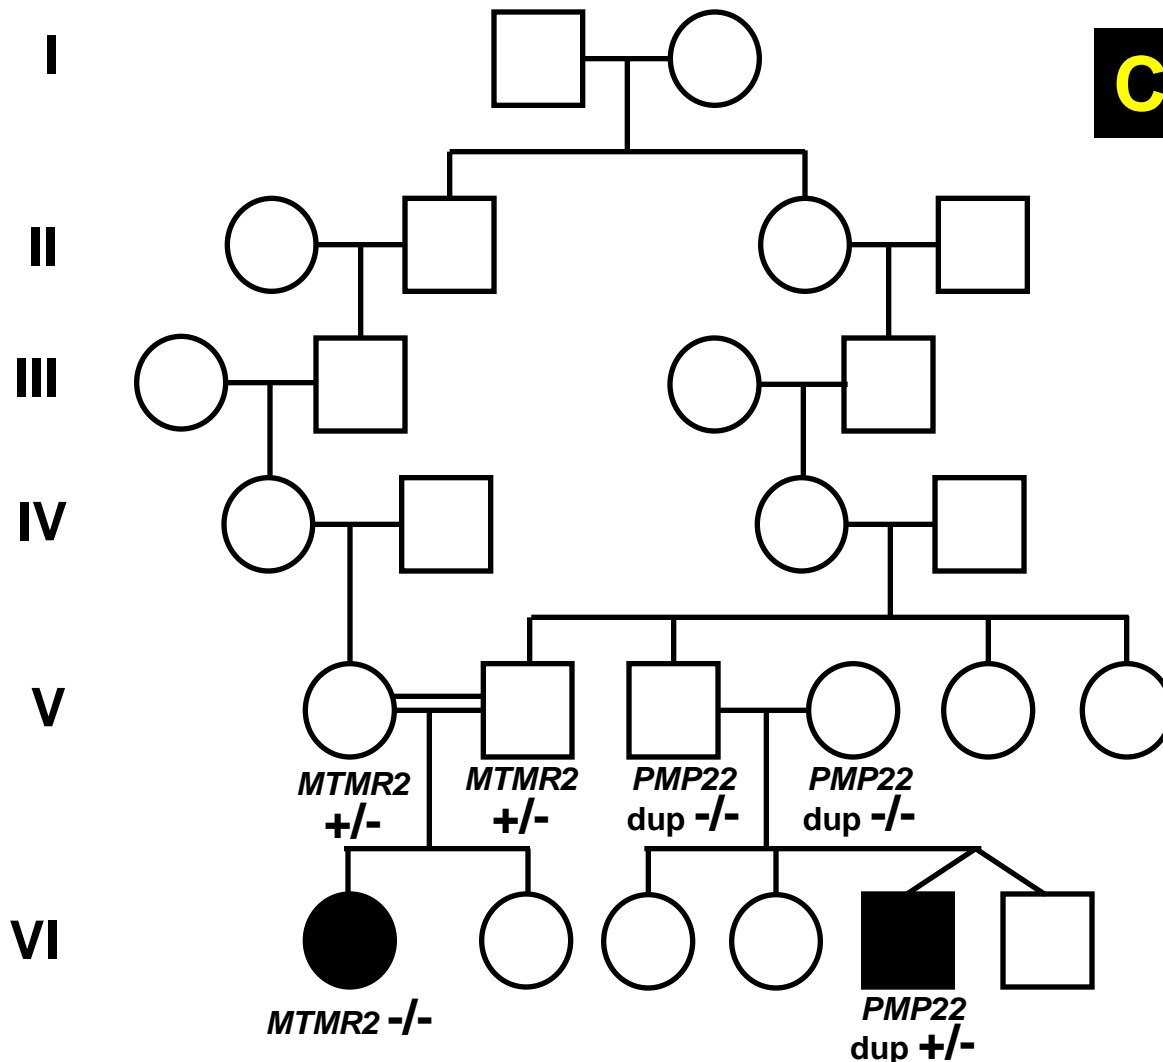 I
C
II
III
IV
V
MTMR2 MTMR2 PMP22 PMP22
+/- +/- dup -/- dup -/-
VI
MTMR2 -/- PMP22
dup +/-